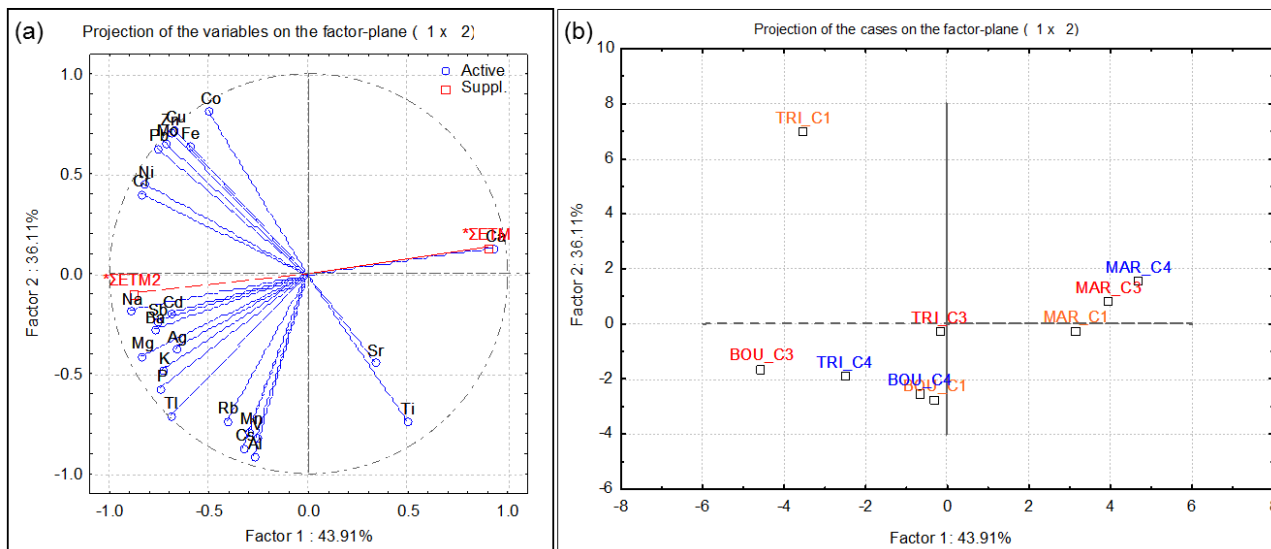 (a)
Projection of the variables on the factor-plane ( 1 x 2)
Active
Suppl.
1.0
0.5
0.0
-0.5
-1.0
Factor 2 : 36.11%
Co
Cu
Zn
Mo
Fe
Pb
Ni
Cr
*ΣETM
Ca
*ΣETM2
Na
Cd
Sb
Ba
Ag
Mg
K
P
Tl
Rb
Mn
V
Cs
Al
Sr
Ti
-1.0 -0.5 0.0 0.5 1.0
Factor 1 : 43.91%
(b)
Projection of the cases on the factor-plane ( 1 x 2)
10
8
6
4
2
0
-2
-4
-6
Factor 2: 36.11%
TRI_C1
MAR_C4
MAR_C3
MAR_C1
TRI_C3
BOU_C3
TRI_C4
BOU_C4
BOU_C1
-8 -6 -4 -2 0 2 4 6 8
Factor 1: 43.91%